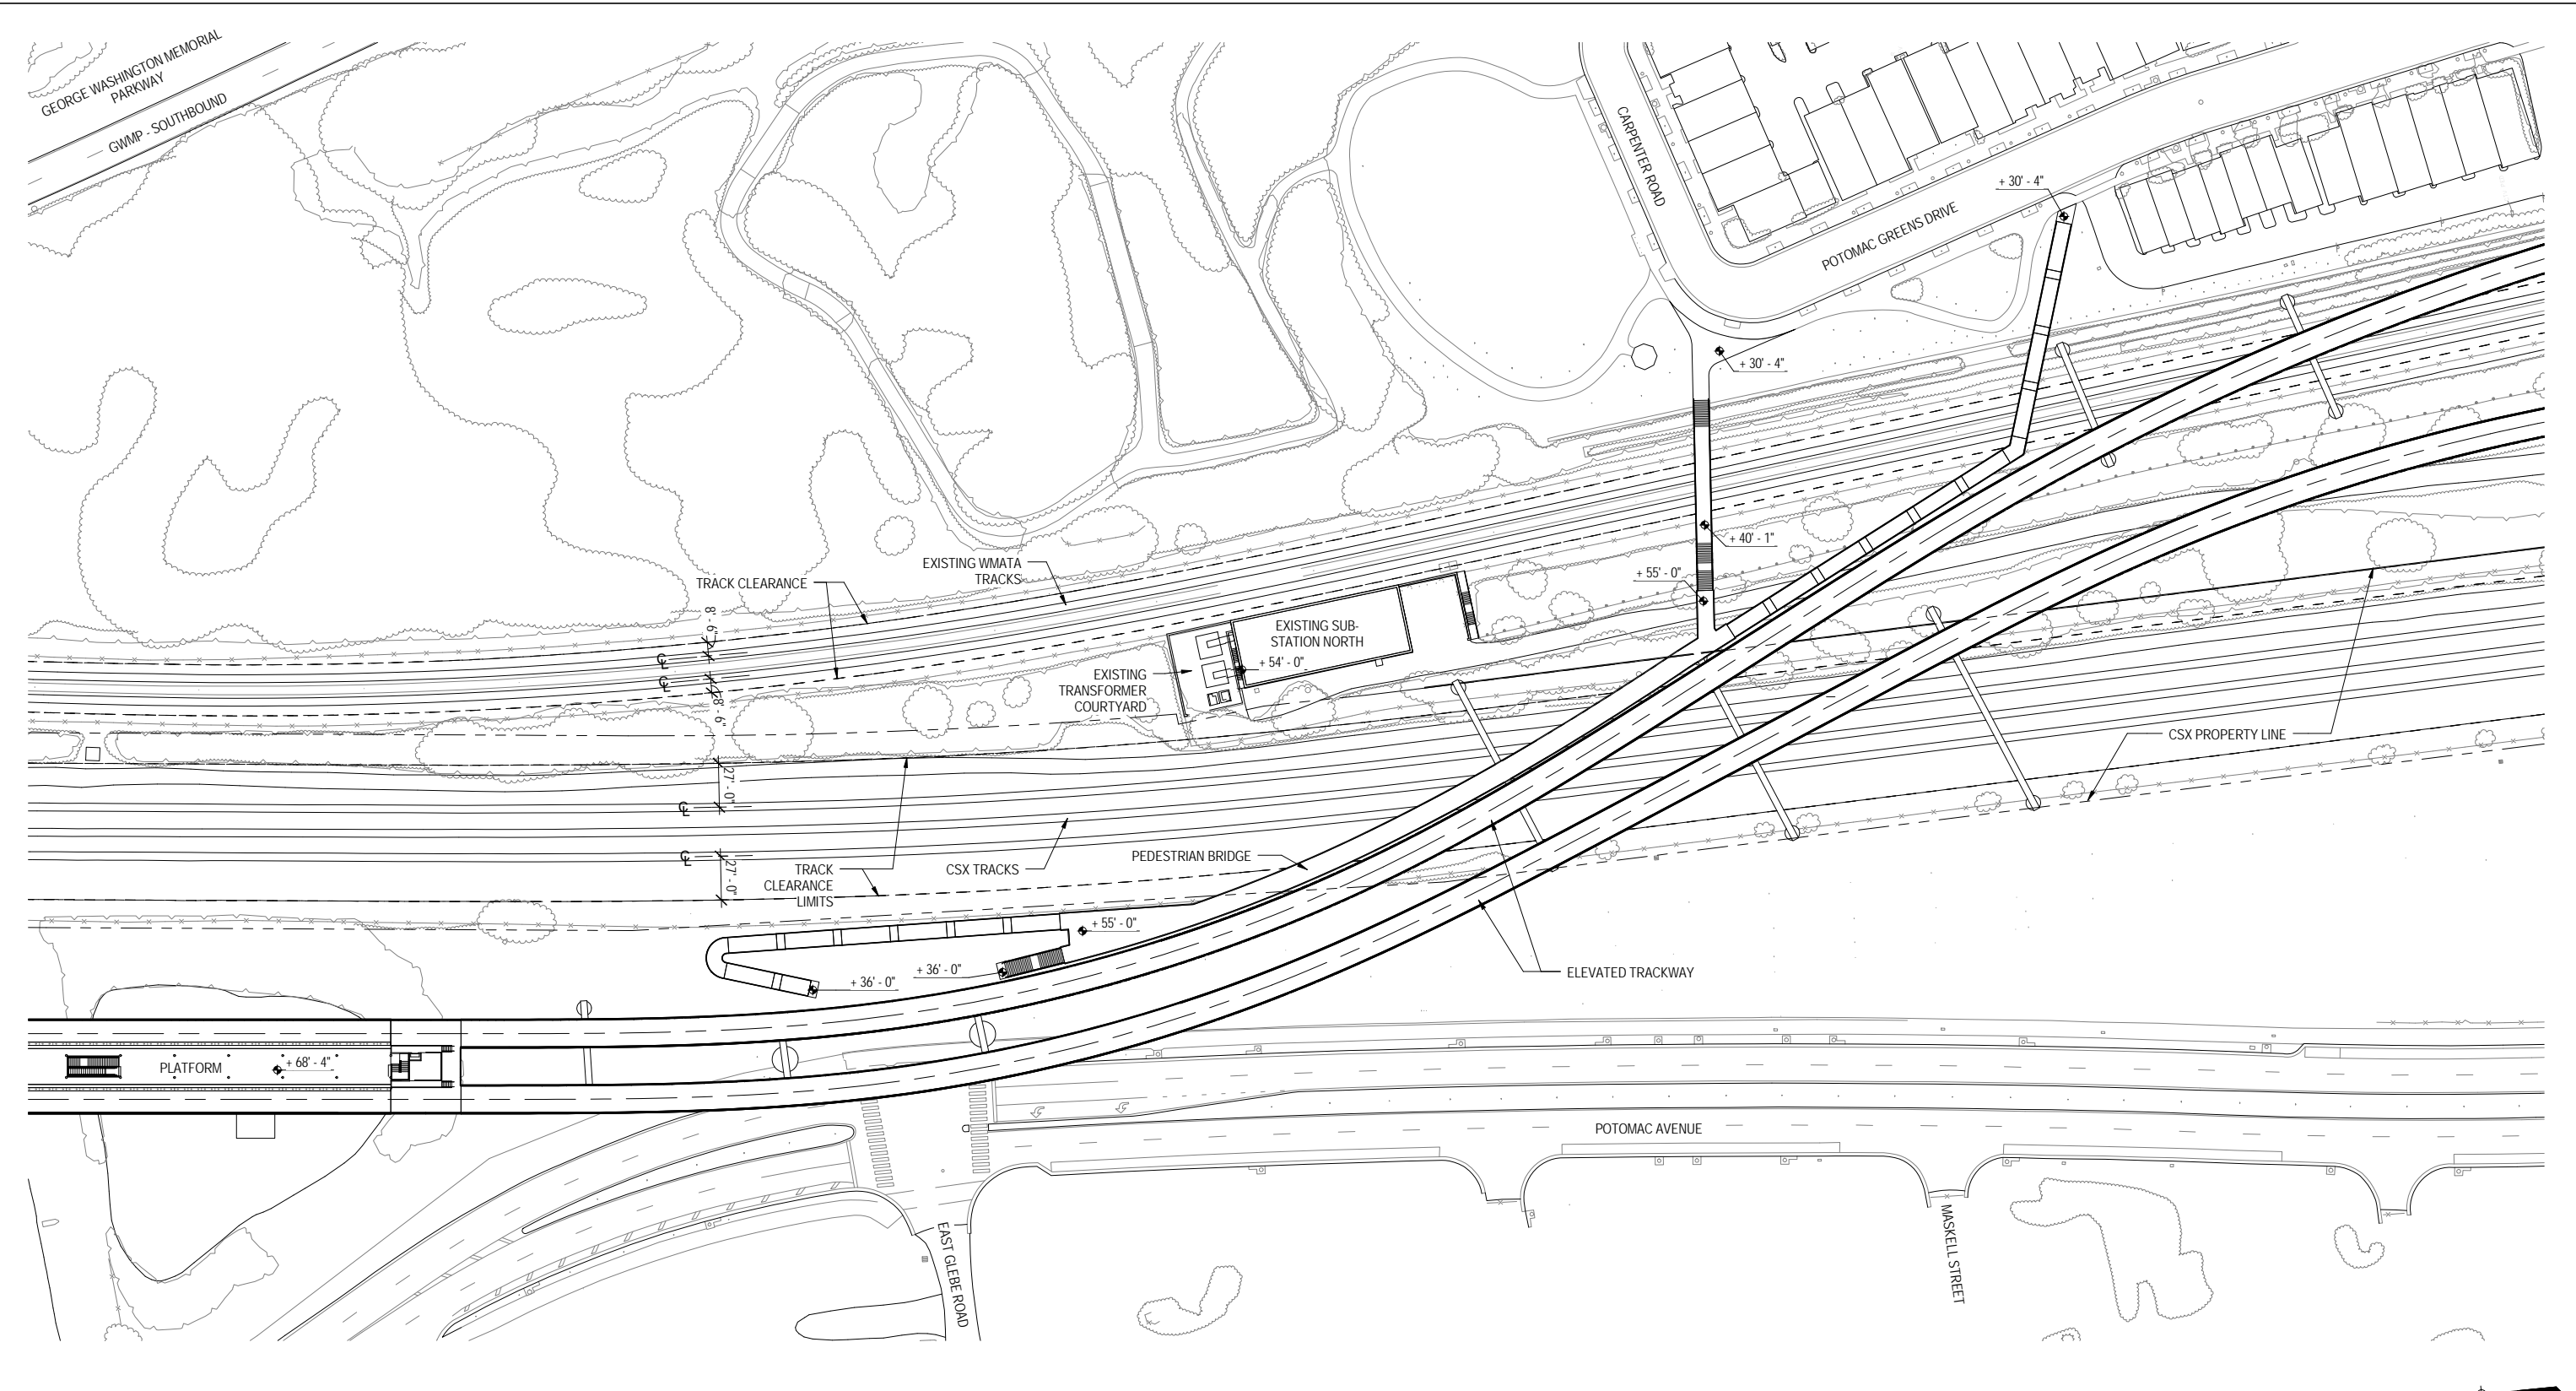 GEORGE WASHINGTON MEMORIAL
PARKWAY
GWMP - SOUTHBOUND
CARPENTER ROAD
POTOMAC GREENS DRIVE
+ 30' - 4"
+ 30' - 4"
+ 40' - 1"
+ 55' - 0"
EXISTING WMATA
TRACKS
TRACK CLEARANCE
8' - 6"
8' - 6"
EXISTING SUB-
STATION NORTH
+ 54' - 0"
EXISTING
TRANSFORMER
COURTYARD
CSX PROPERTY LINE
27' - 0"
27' - 0"
TRACK
CLEARANCE
LIMITS
CSX TRACKS
PEDESTRIAN BRIDGE
+ 55' - 0"
+ 36' - 0"
+ 36' - 0"
ELEVATED TRACKWAY
PLATFORM
+ 68' - 4"
POTOMAC AVENUE
EAST GLEBE ROAD
MASKELL STREET